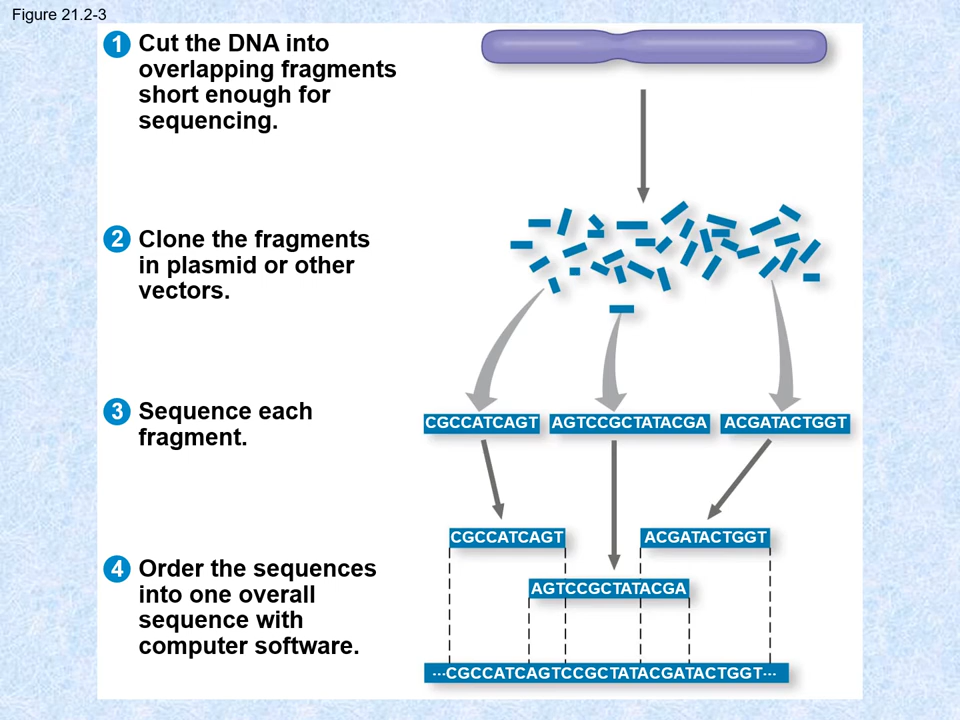 Figure 21.2-3
1 Cut the DNA into
overlapping fragments
short enough for
sequencing.
2 Clone the fragments
in plasmid or other
vectors.
3 Sequence each
fragment.
CGCCATCAGT AGTCCGCTATACGA ACGATACTGGT
CGCCATCAGT ACGATACTGGT
AGTCCGCTATACGA
4 Order the sequences
into one overall
sequence with
computer software.
···CGCCATCAGTCCGCTATACGATACTGGT···